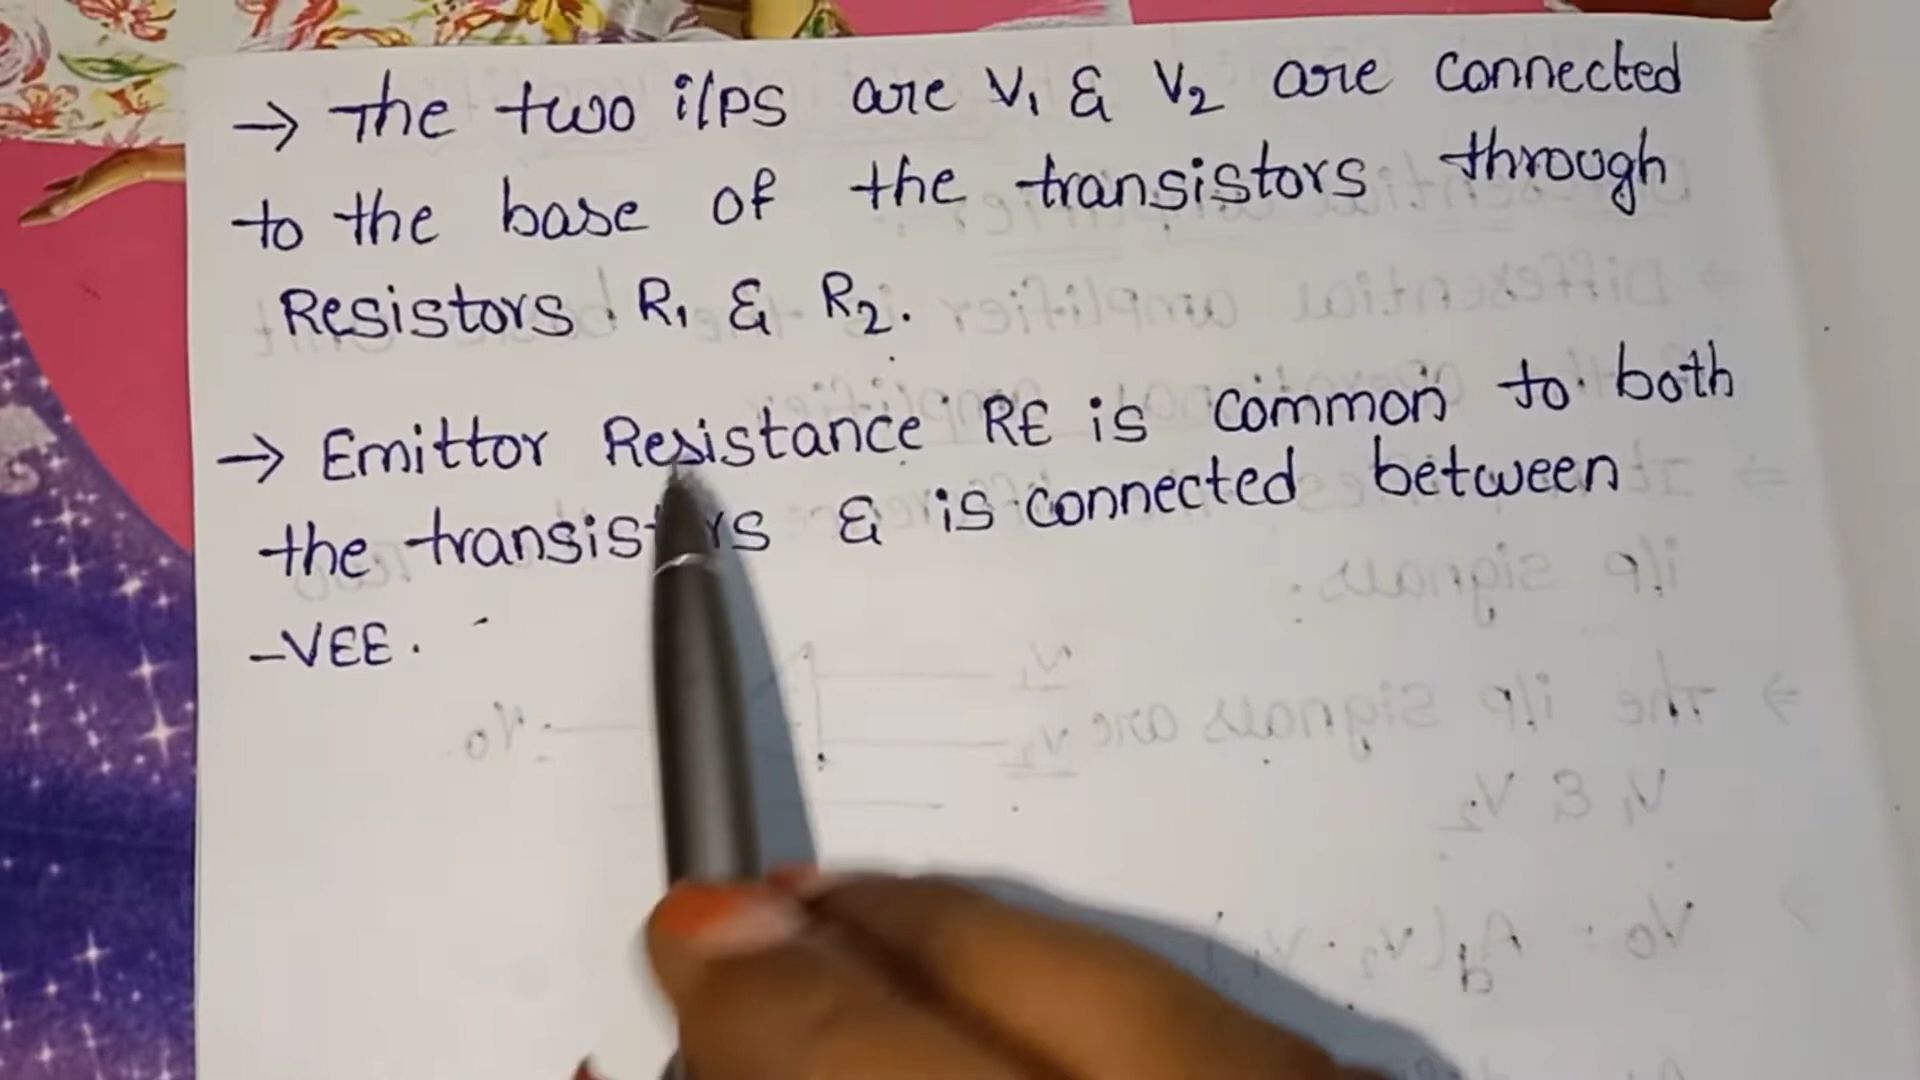 → The two i/ps are V1 & V2 are connected
to the base of the transistors through
Resistors R1 & R2.
→ Emittor Resistance RE is common to both
the transistors & is connected between
-VEE.